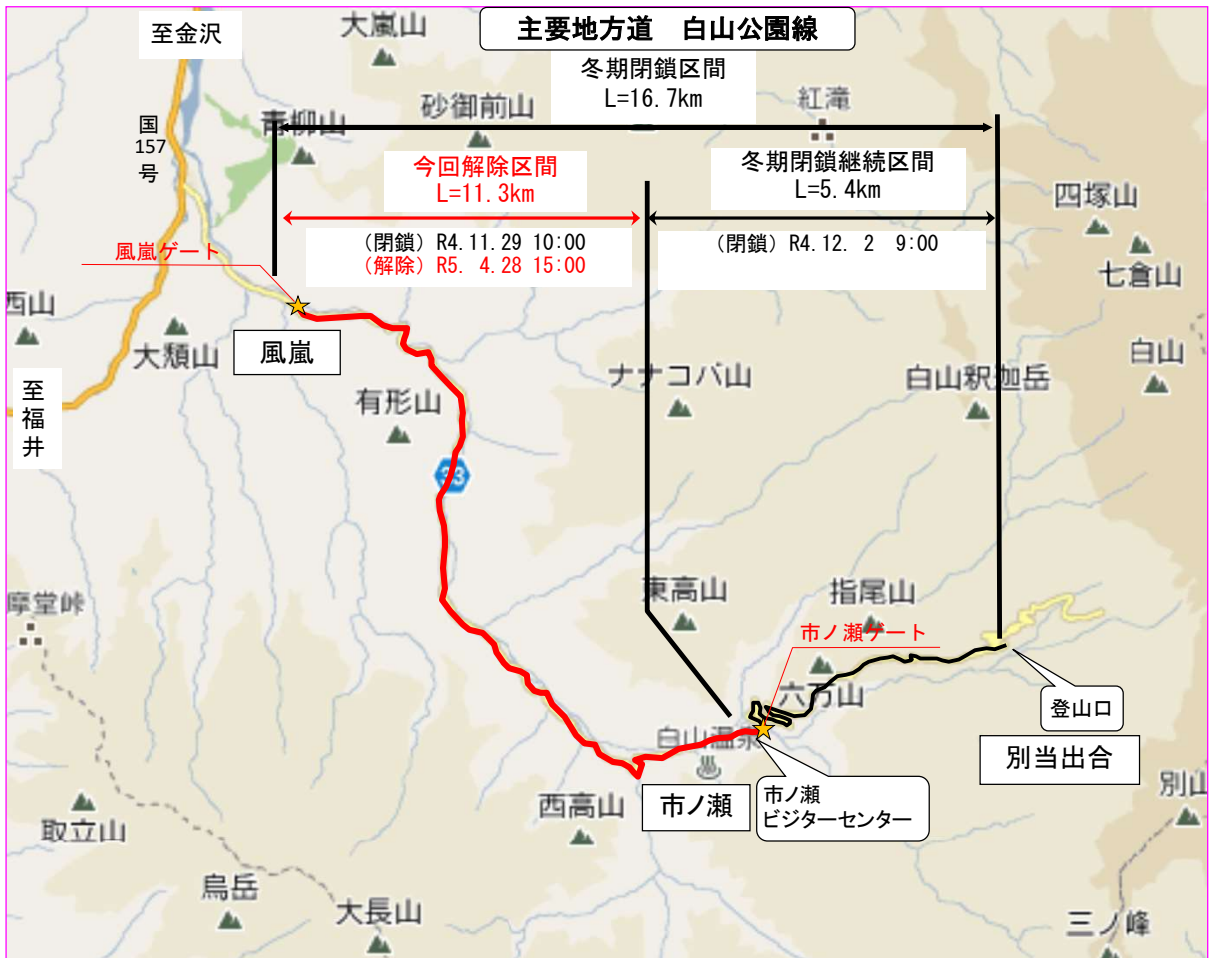 主要地方道　白山公園線
至金沢
大嵐山
冬期閉鎖区間
L=16.7km
国
157
号
青柳山
砂御前山
紅滝
今回解除区間
L=11.3km
冬期閉鎖継続区間
L=5.4km
四塚山
(閉鎖) R4.11.29 10:00
(解除) R5. 4.28 15:00
(閉鎖) R4.12. 2 9:00
風嵐ゲート
七倉山
西山
大頽山
風嵐
白山
ナナコバ山
白山釈迦岳
至
福
井
有形山
33
東高山
指尾山
市ノ瀬ゲート
六万山
登山口
白山温泉
別当出合
市ノ瀬
市ノ瀬
ビジターセンター
西高山
別山
取立山
烏岳
大長山
三ノ峰